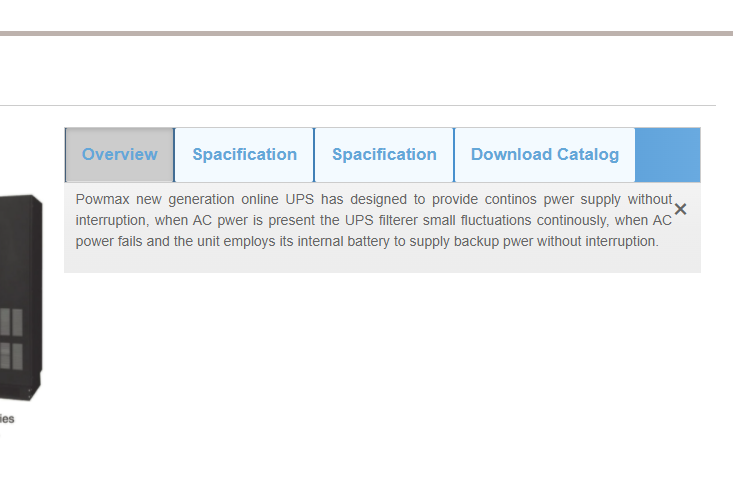 Overview Spacification Spacification Download Catalog
Powmax new generation online UPS has designed to provide continos pwer supply without
interruption, when AC pwer is present the UPS filterer small fluctuations continously, when AC
power fails and the unit employs its internal battery to supply backup pwer without interruption.
ies